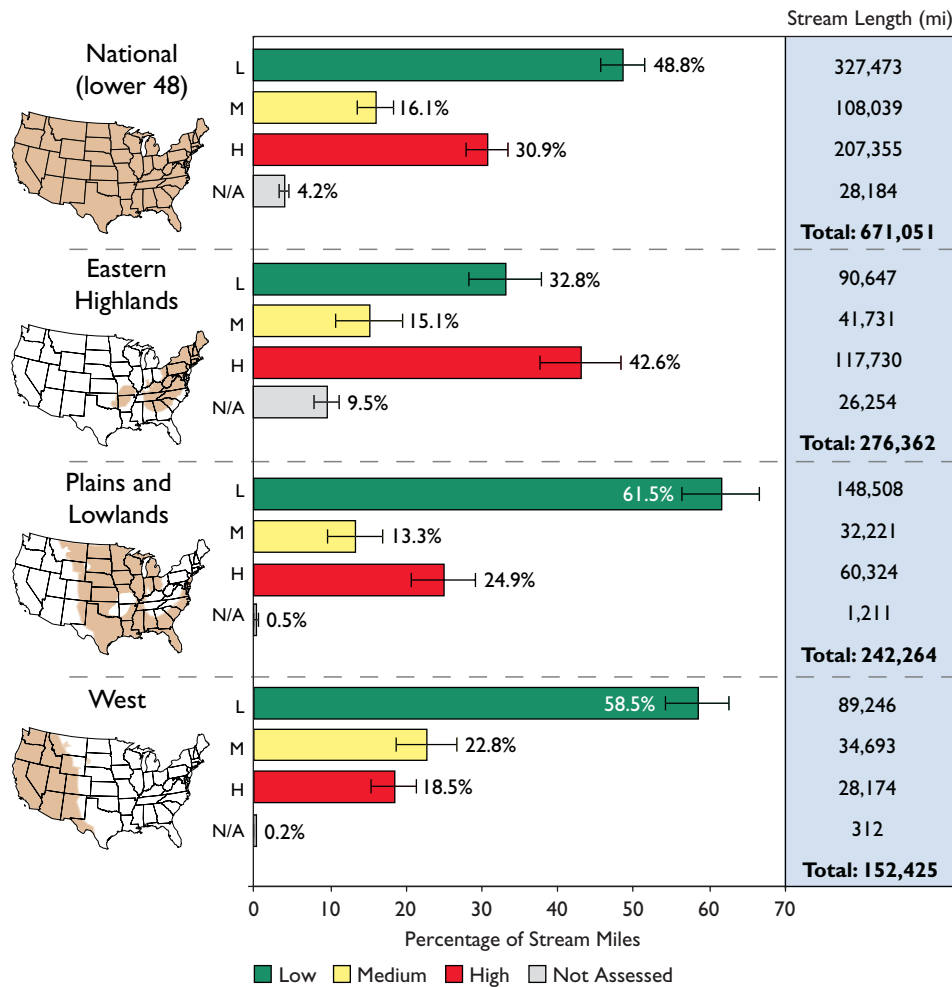 Stream Length (mi)
National
(lower 48)
L 48.8% 327,473
M 16.1% 108,039
H 30.9% 207,355
N/A 4.2% 28,184
Total: 671,051
Eastern
Highlands
L 32.8% 90,647
M 15.1% 41,731
H 42.6% 117,730
N/A 9.5% 26,254
Total: 276,362
Plains and
Lowlands
L 61.5% 148,508
M 13.3% 32,221
H 24.9% 60,324
N/A 0.5% 1,211
Total: 242,264
West
L 58.5% 89,246
M 22.8% 34,693
H 18.5% 28,174
N/A 0.2% 312
Total: 152,425
0 10 20 30 40 50 60 70
Percentage of Stream Miles
Low Medium High Not Assessed